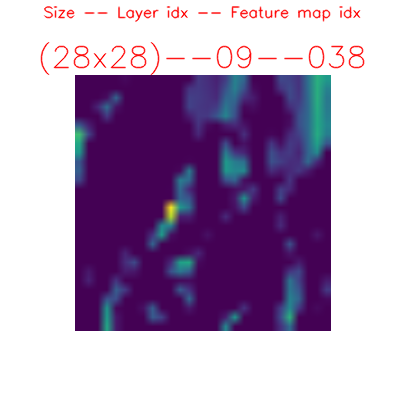 Size -- Layer idx -- Feature map idx
(28x28)--09--038